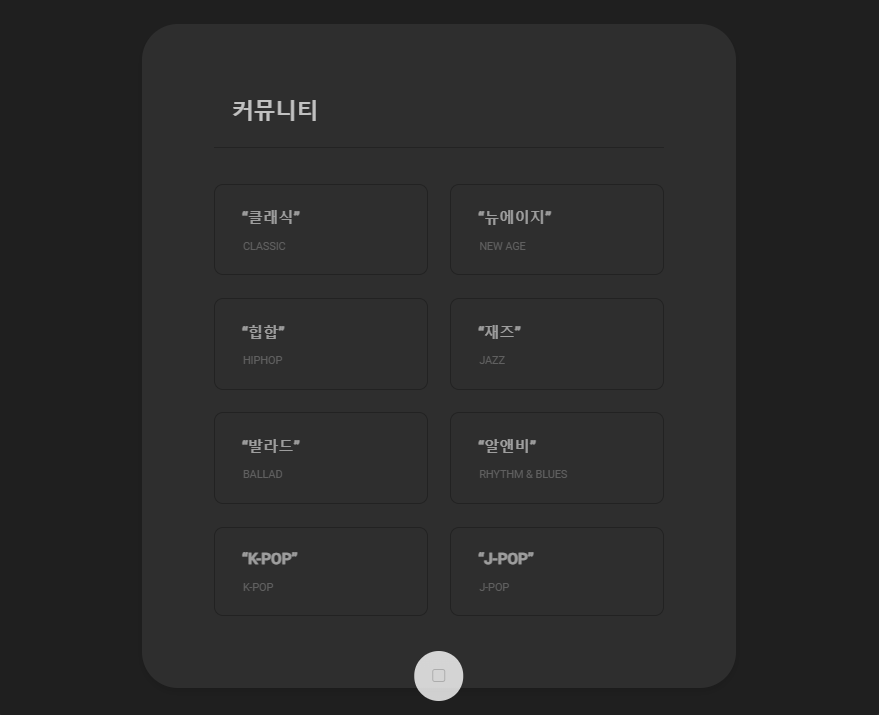 커뮤니티
"클래식"
CLASSIC
"뉴에이지"
NEW AGE
"힙합"
HIPHOP
"재즈"
JAZZ
"발라드"
BALLAD
"알앤비"
RHYTHM & BLUES
"K-POP"
K-POP
"J-POP"
J-POP